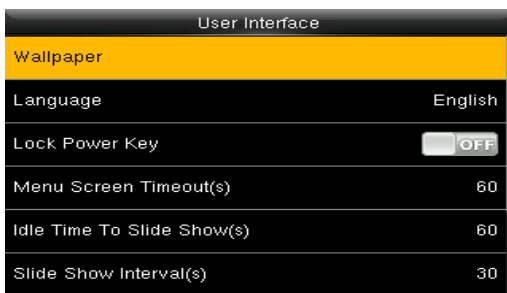 User Interface
Wallpaper
Language English
Lock Power Key OFF
Menu Screen Timeout(s) 60
Idle Time To Slide Show(s) 60
Slide Show Interval(s) 30